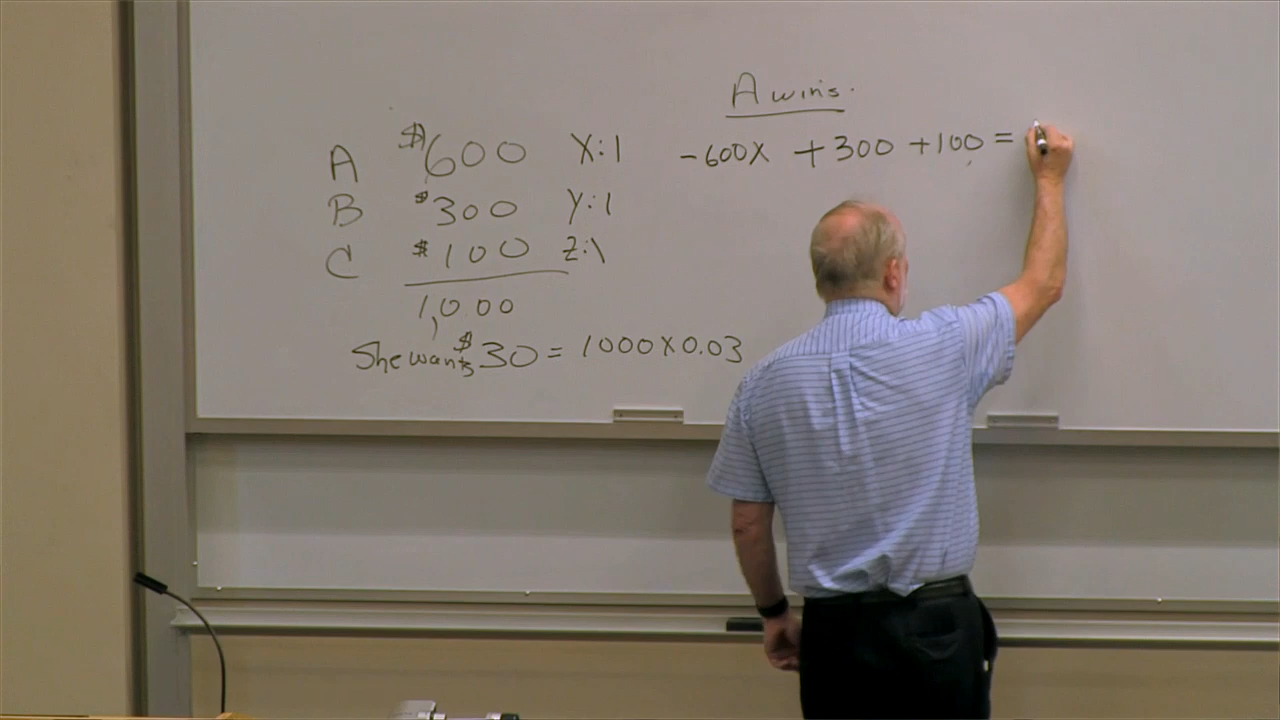 A wins.
A $600 X:1
-600X + 300 + 100 =
B $300 Y:1
C $100 Z:1
1,000
She wants $30 = 1000 X 0.03